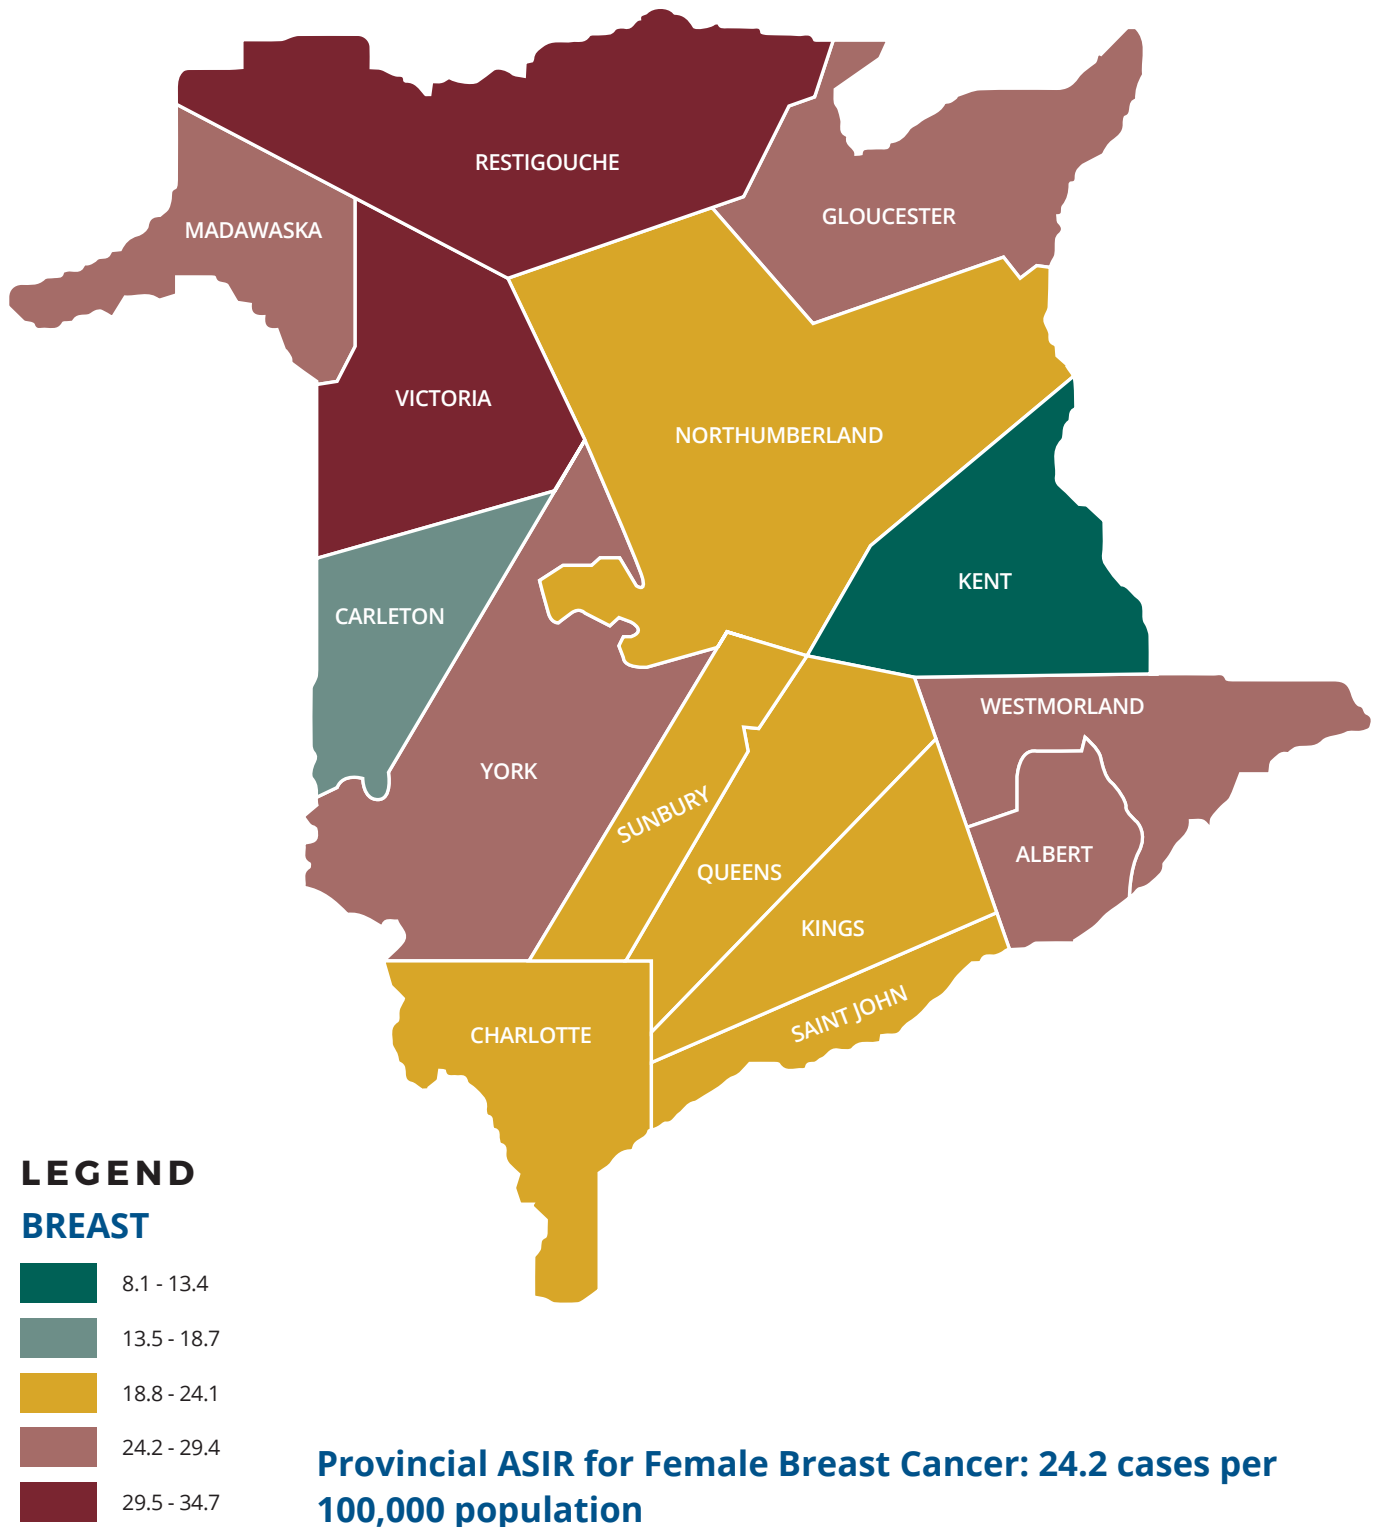 RESTIGOUCHE
GLOUCESTER
MADAWASKA
VICTORIA
NORTHUMBERLAND
KENT
CARLETON
WESTMORLAND
YORK
SUNBURY
ALBERT
QUEENS
KINGS
SAINT JOHN
CHARLOTTE
LEGEND
BREAST
8.1 - 13.4
13.5 - 18.7
18.8 - 24.1
24.2 - 29.4
29.5 - 34.7
Provincial ASIR for Female Breast Cancer: 24.2 cases per
100,000 population